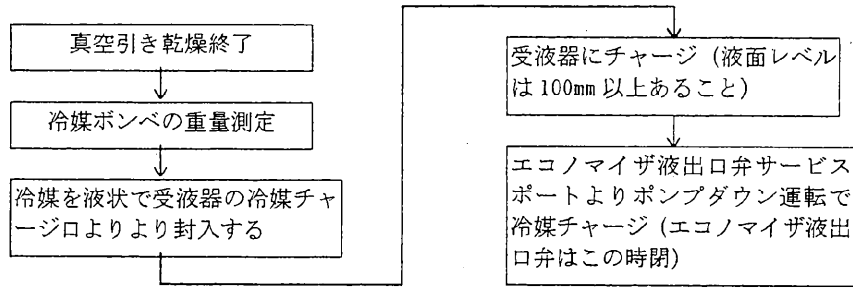 真空引き乾燥終了
冷媒ボンベの重量測定
冷媒を液状で受液器の冷媒チャ
ージ口よりより封入する
受液器にチャージ (液面レベル
は100mm以上あること)
エコノマイザ液出口弁サービス
ポートよりポンプダウン運転で
冷媒チャージ (エコノマイザ液出
口弁はこの時閉)